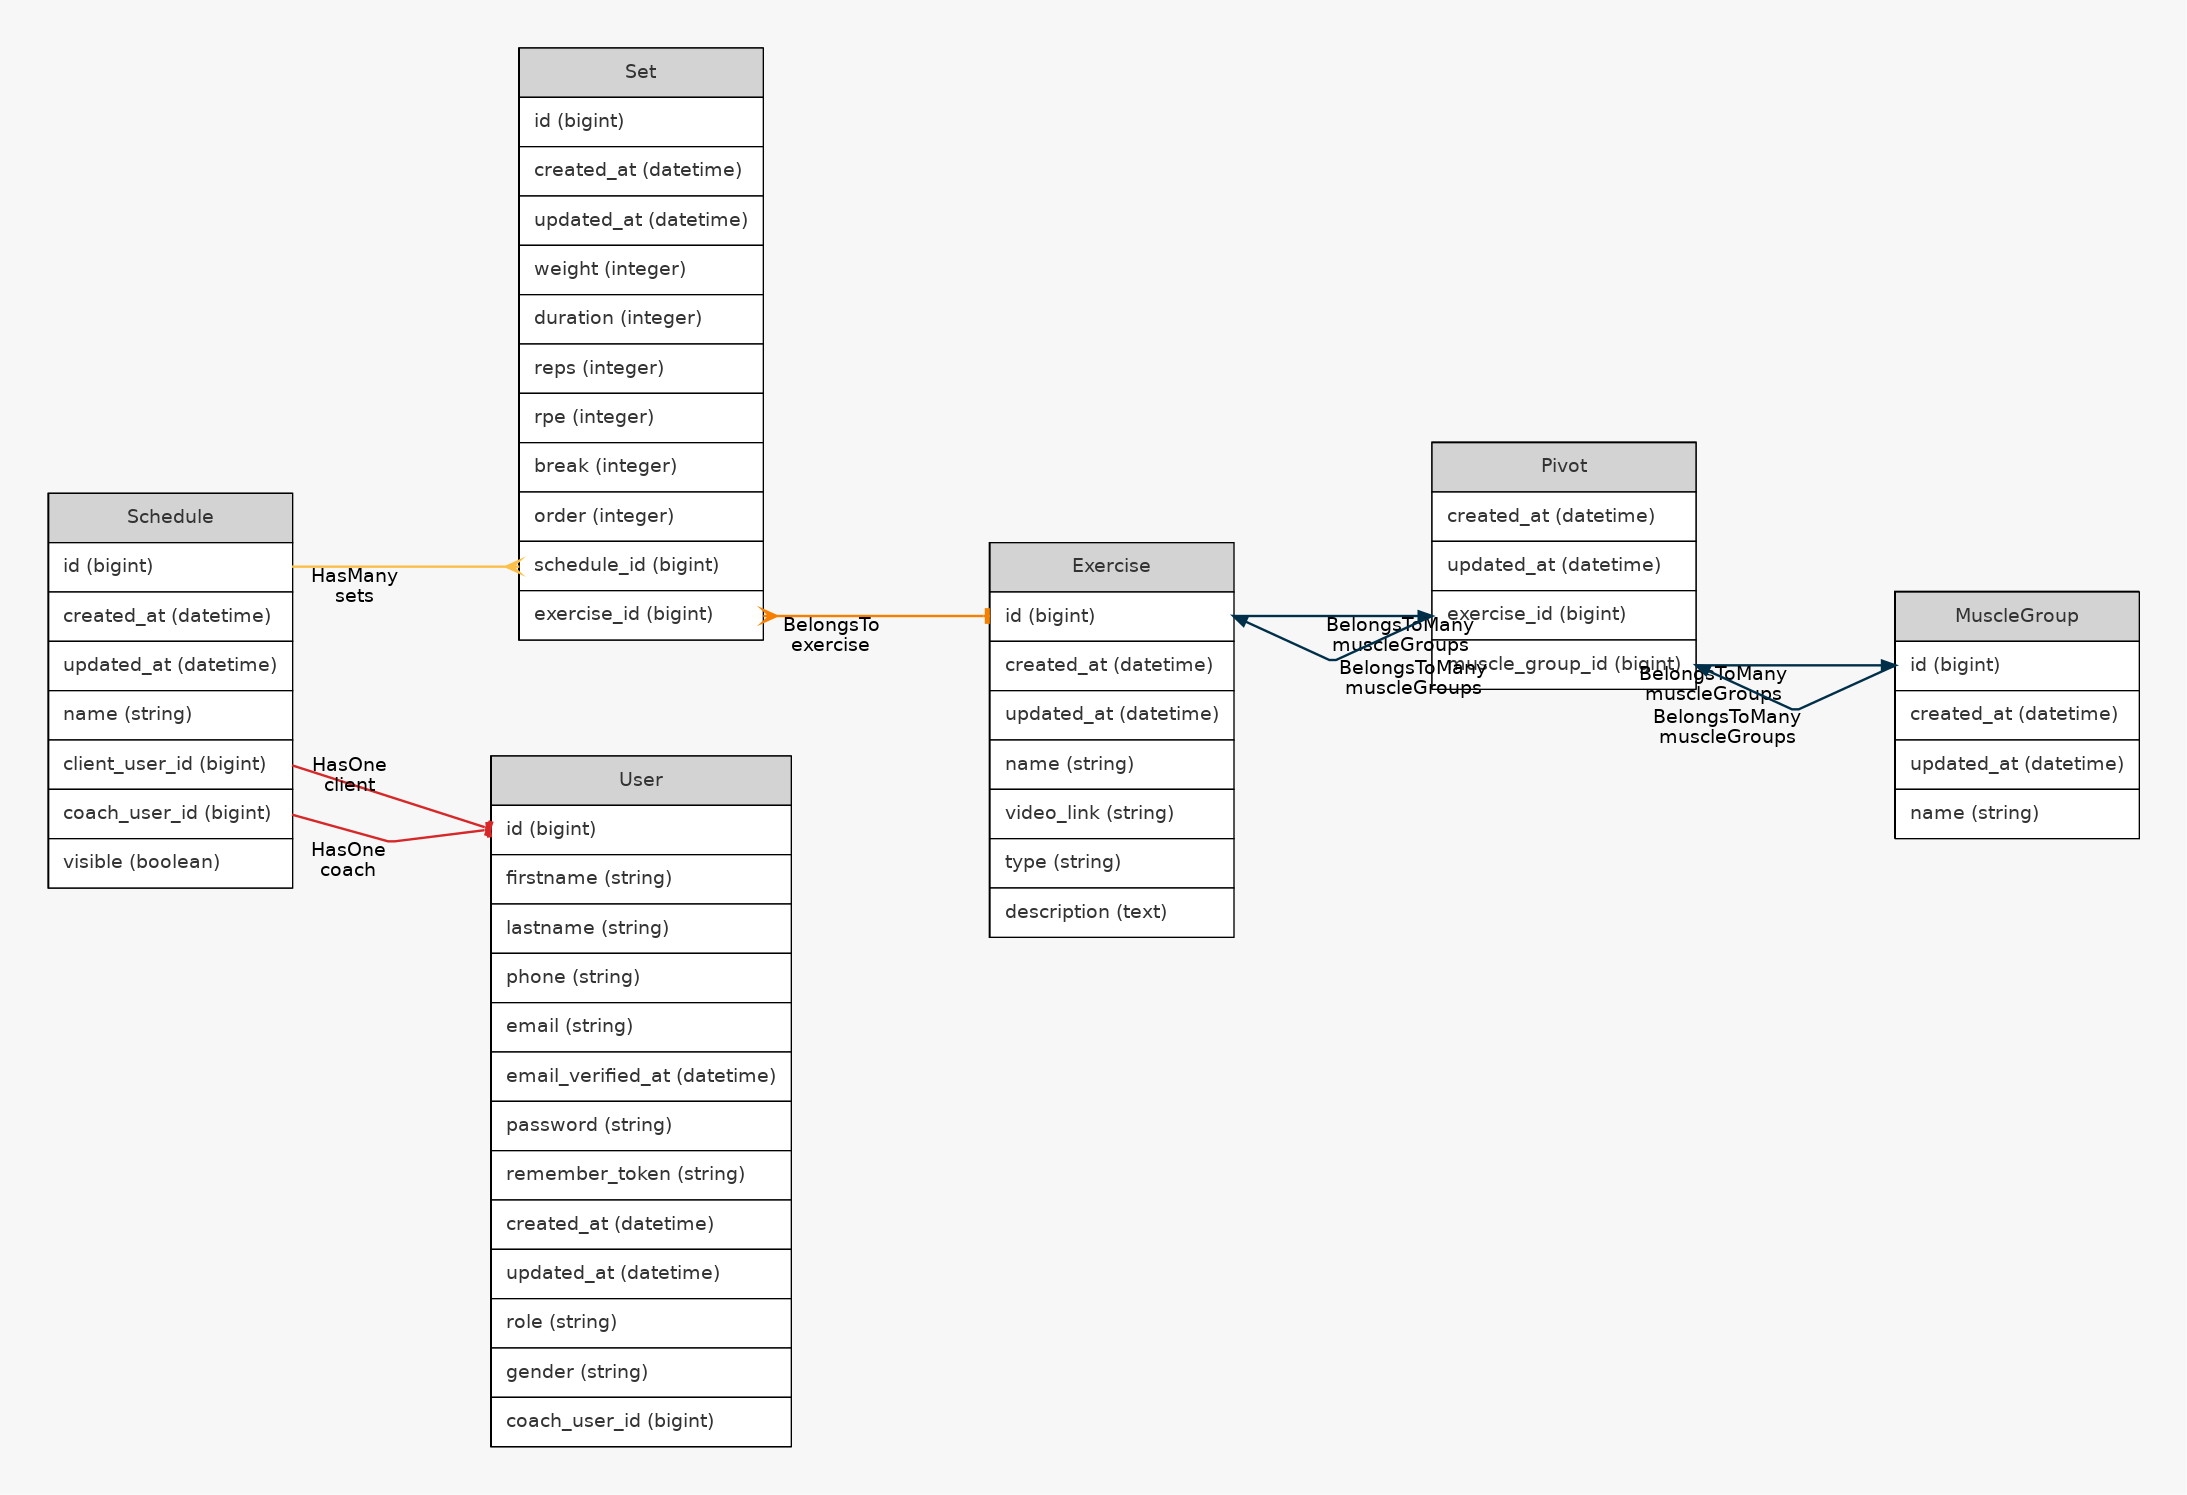 Set
id (bigint)
created_at (datetime)
updated_at (datetime)
weight (integer)
duration (integer)
reps (integer)
rpe (integer)
break (integer)
order (integer)
schedule_id (bigint)
exercise_id (bigint)
Schedule
id (bigint)
created_at (datetime)
updated_at (datetime)
name (string)
client_user_id (bigint)
coach_user_id (bigint)
visible (boolean)
HasMany
sets
HasOne
client
HasOne
coach
User
id (bigint)
firstname (string)
lastname (string)
phone (string)
email (string)
email_verified_at (datetime)
password (string)
remember_token (string)
created_at (datetime)
updated_at (datetime)
role (string)
gender (string)
coach_user_id (bigint)
BelongsTo
exercise
Exercise
id (bigint)
created_at (datetime)
updated_at (datetime)
name (string)
video_link (string)
type (string)
description (text)
BelongsToMany
muscleGroups
BelongsToMany
muscleGroups
Pivot
created_at (datetime)
updated_at (datetime)
exercise_id (bigint)
muscle_group_id (bigint)
BelongsToMany
muscleGroups
BelongsToMany
muscleGroups
MuscleGroup
id (bigint)
created_at (datetime)
updated_at (datetime)
name (string)